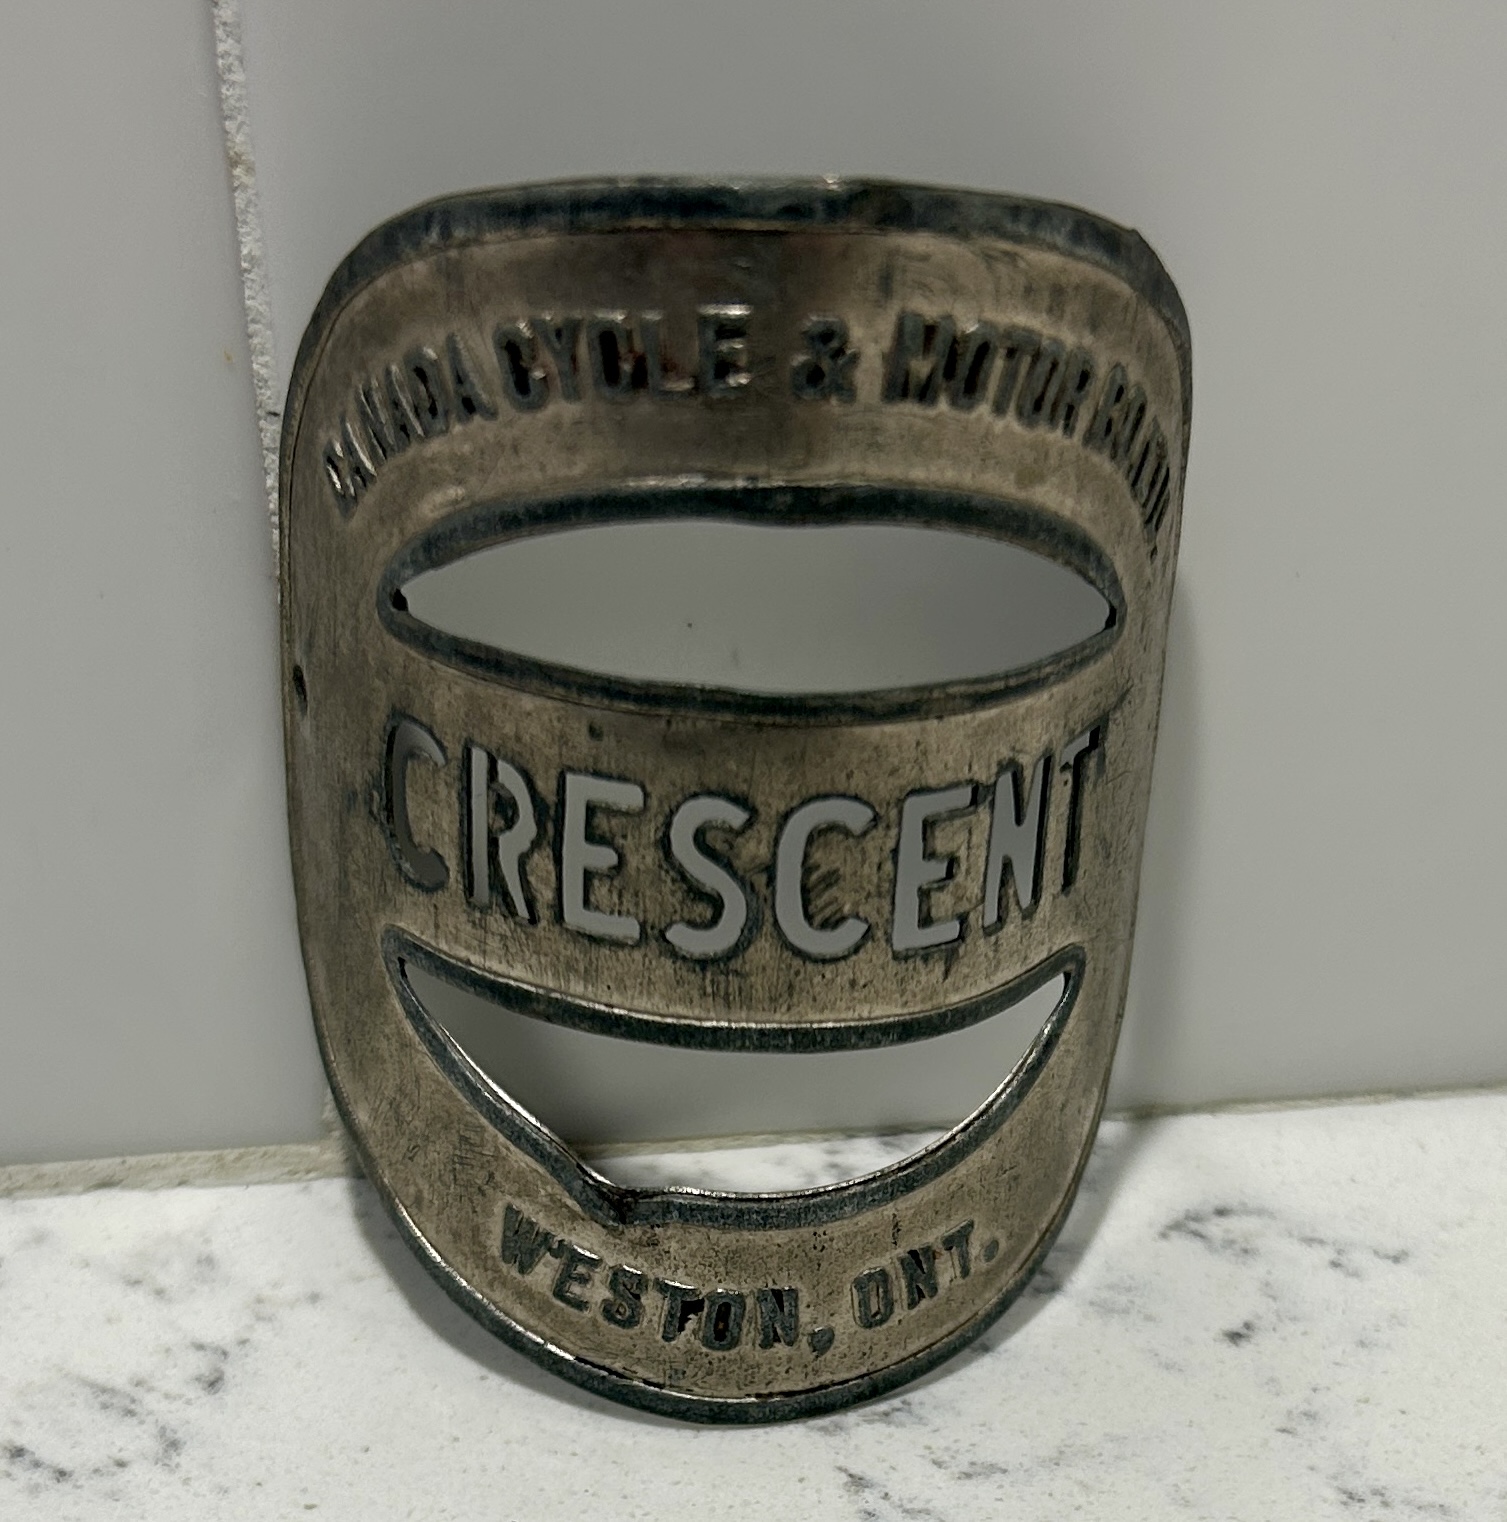 CANADA CYCLE & MOTOR CO. LTD.
CRESCENT
WESTON, ONT.